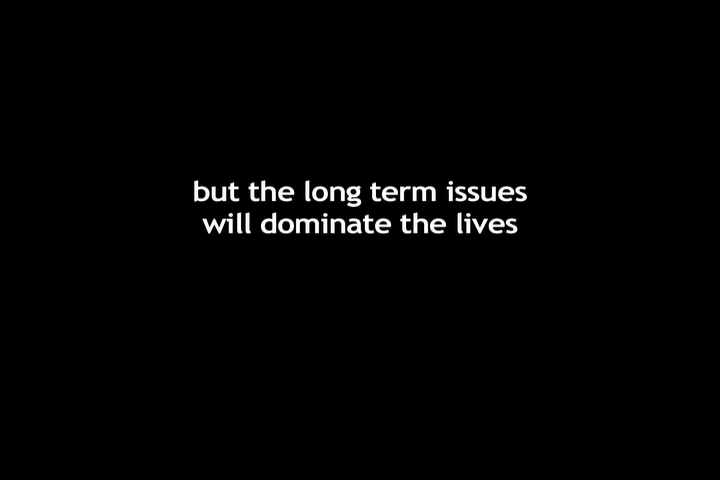 but the long term issues
will dominate the lives